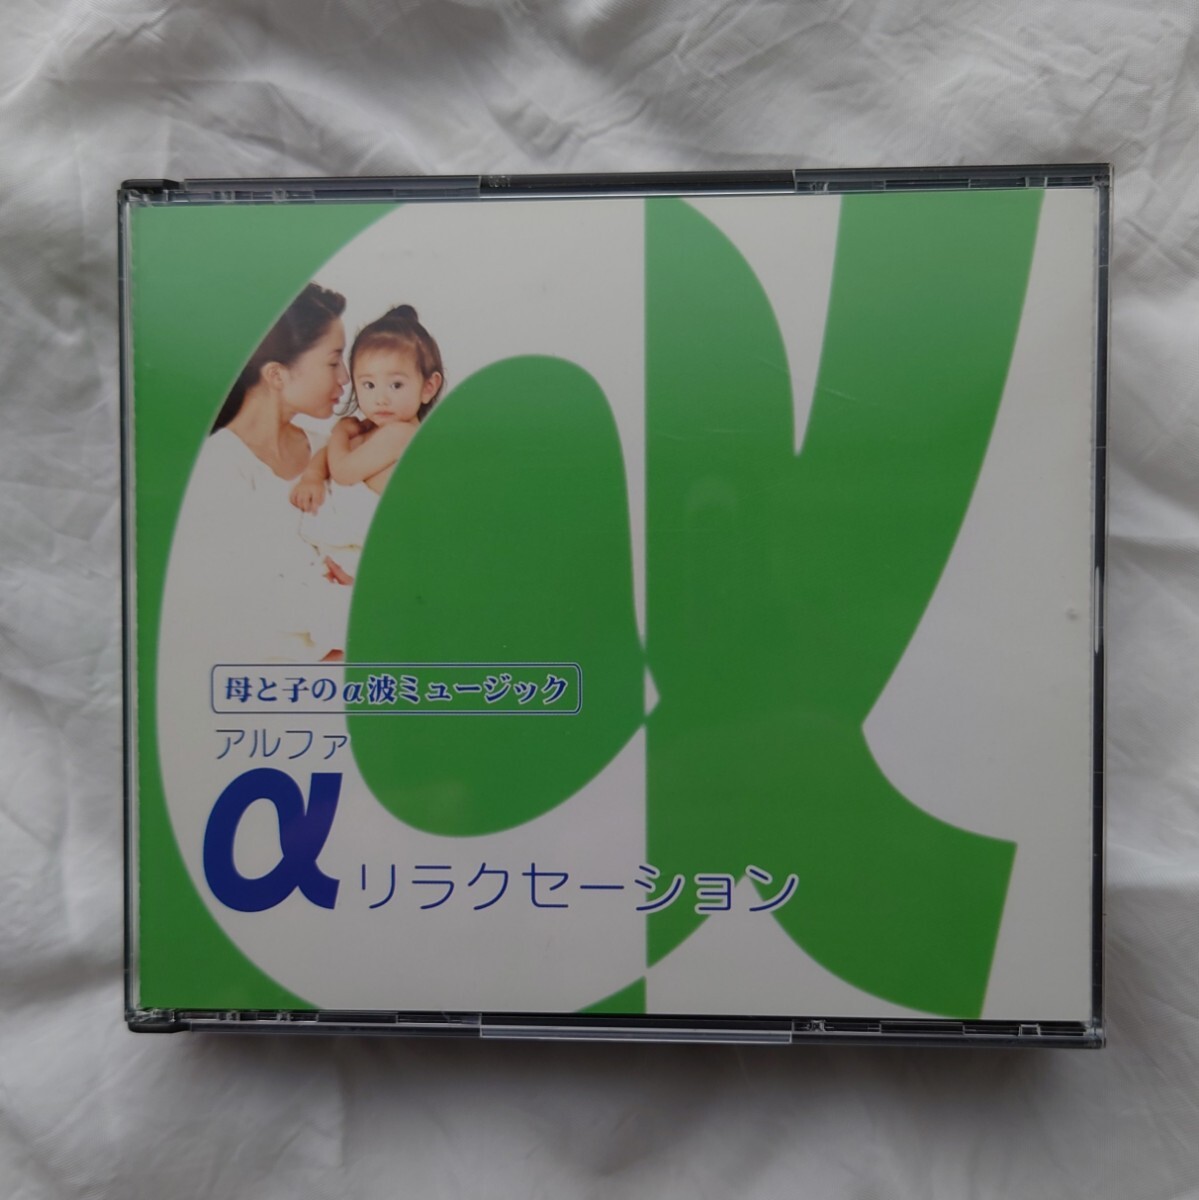 母と子のα波ミュージック
アルファ
αリラクセーション